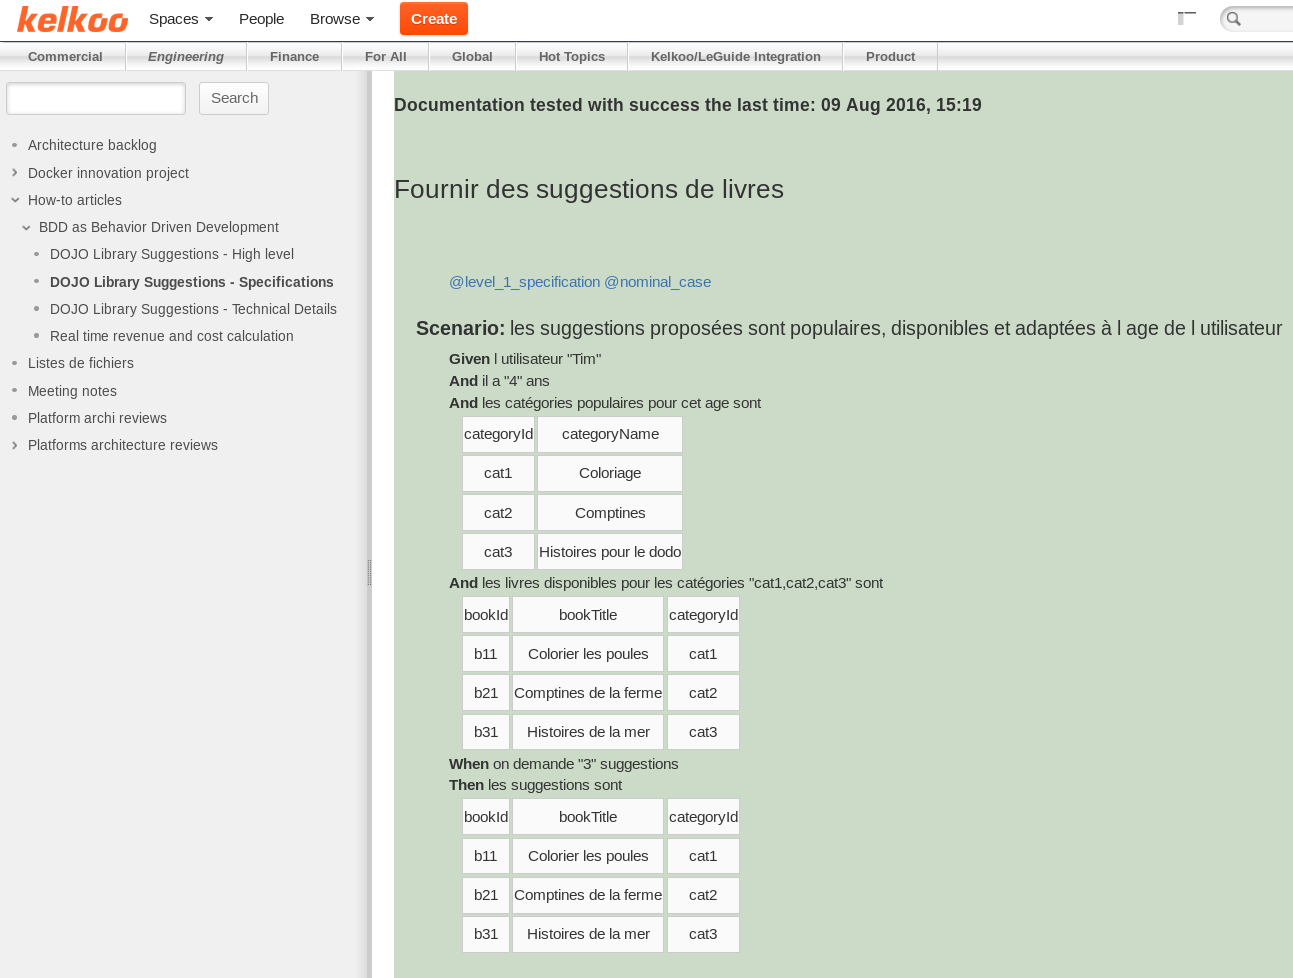 kelkoo Spaces People Browse Create
Commercial Engineering Finance For All Global Hot Topics Kelkoo/LeGuide Integration Product
Search
Architecture backlog
Docker innovation project
How-to articles
BDD as Behavior Driven Development
DOJO Library Suggestions - High level
DOJO Library Suggestions - Specifications
DOJO Library Suggestions - Technical Details
Real time revenue and cost calculation
Listes de fichiers
Meeting notes
Platform archi reviews
Platforms architecture reviews
Documentation tested with success the last time: 09 Aug 2016, 15:19
Fournir des suggestions de livres
@level_1_specification @nominal_case
Scenario: les suggestions proposées sont populaires, disponibles et adaptées à l age de l utilisateur
Given l utilisateur "Tim"
And il a "4" ans
And les catégories populaires pour cet age sont
categoryId categoryName
cat1 Coloriage
cat2 Comptines
cat3 Histoires pour le dodo
And les livres disponibles pour les catégories "cat1,cat2,cat3" sont
bookId bookTitle categoryId
b11 Colorier les poules cat1
b21 Comptines de la ferme cat2
b31 Histoires de la mer cat3
When on demande "3" suggestions
Then les suggestions sont
bookId bookTitle categoryId
b11 Colorier les poules cat1
b21 Comptines de la ferme cat2
b31 Histoires de la mer cat3